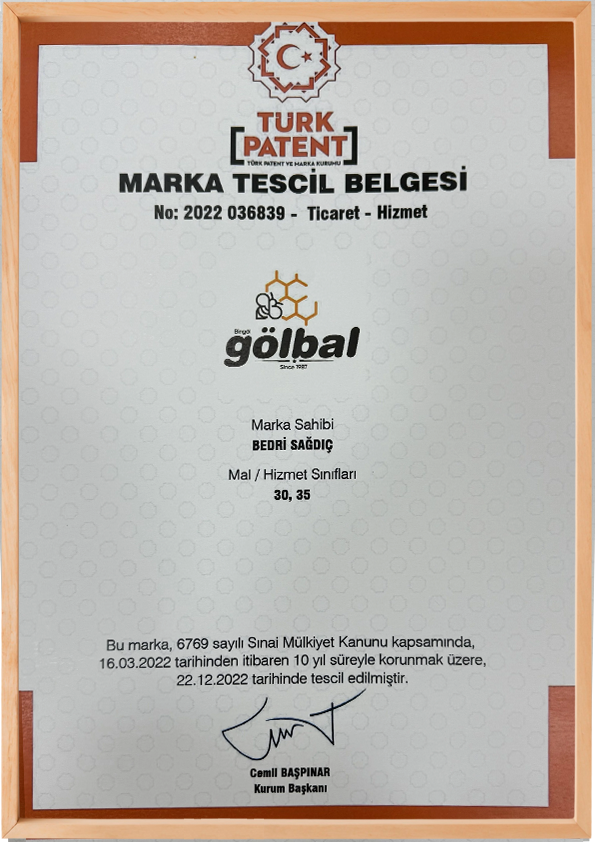 TÜRK
PATENT
TÜRK PATENT VE MARKA KURUMU
MARKA TESCİL BELGESİ
No: 2022 036839 - Ticaret - Hizmet
Bingöl
gölbal
Since 1987
Marka Sahibi
BEDRİ SAĞDIÇ
Mal / Hizmet Sınıfları
30, 35
Bu marka, 6769 sayılı Sınai Mülkiyet Kanunu kapsamında,
16.03.2022 tarihinden itibaren 10 yıl süreyle korunmak üzere,
22.12.2022 tarihinde tescil edilmiştir.
Cemil BAŞPINAR
Kurum Başkanı